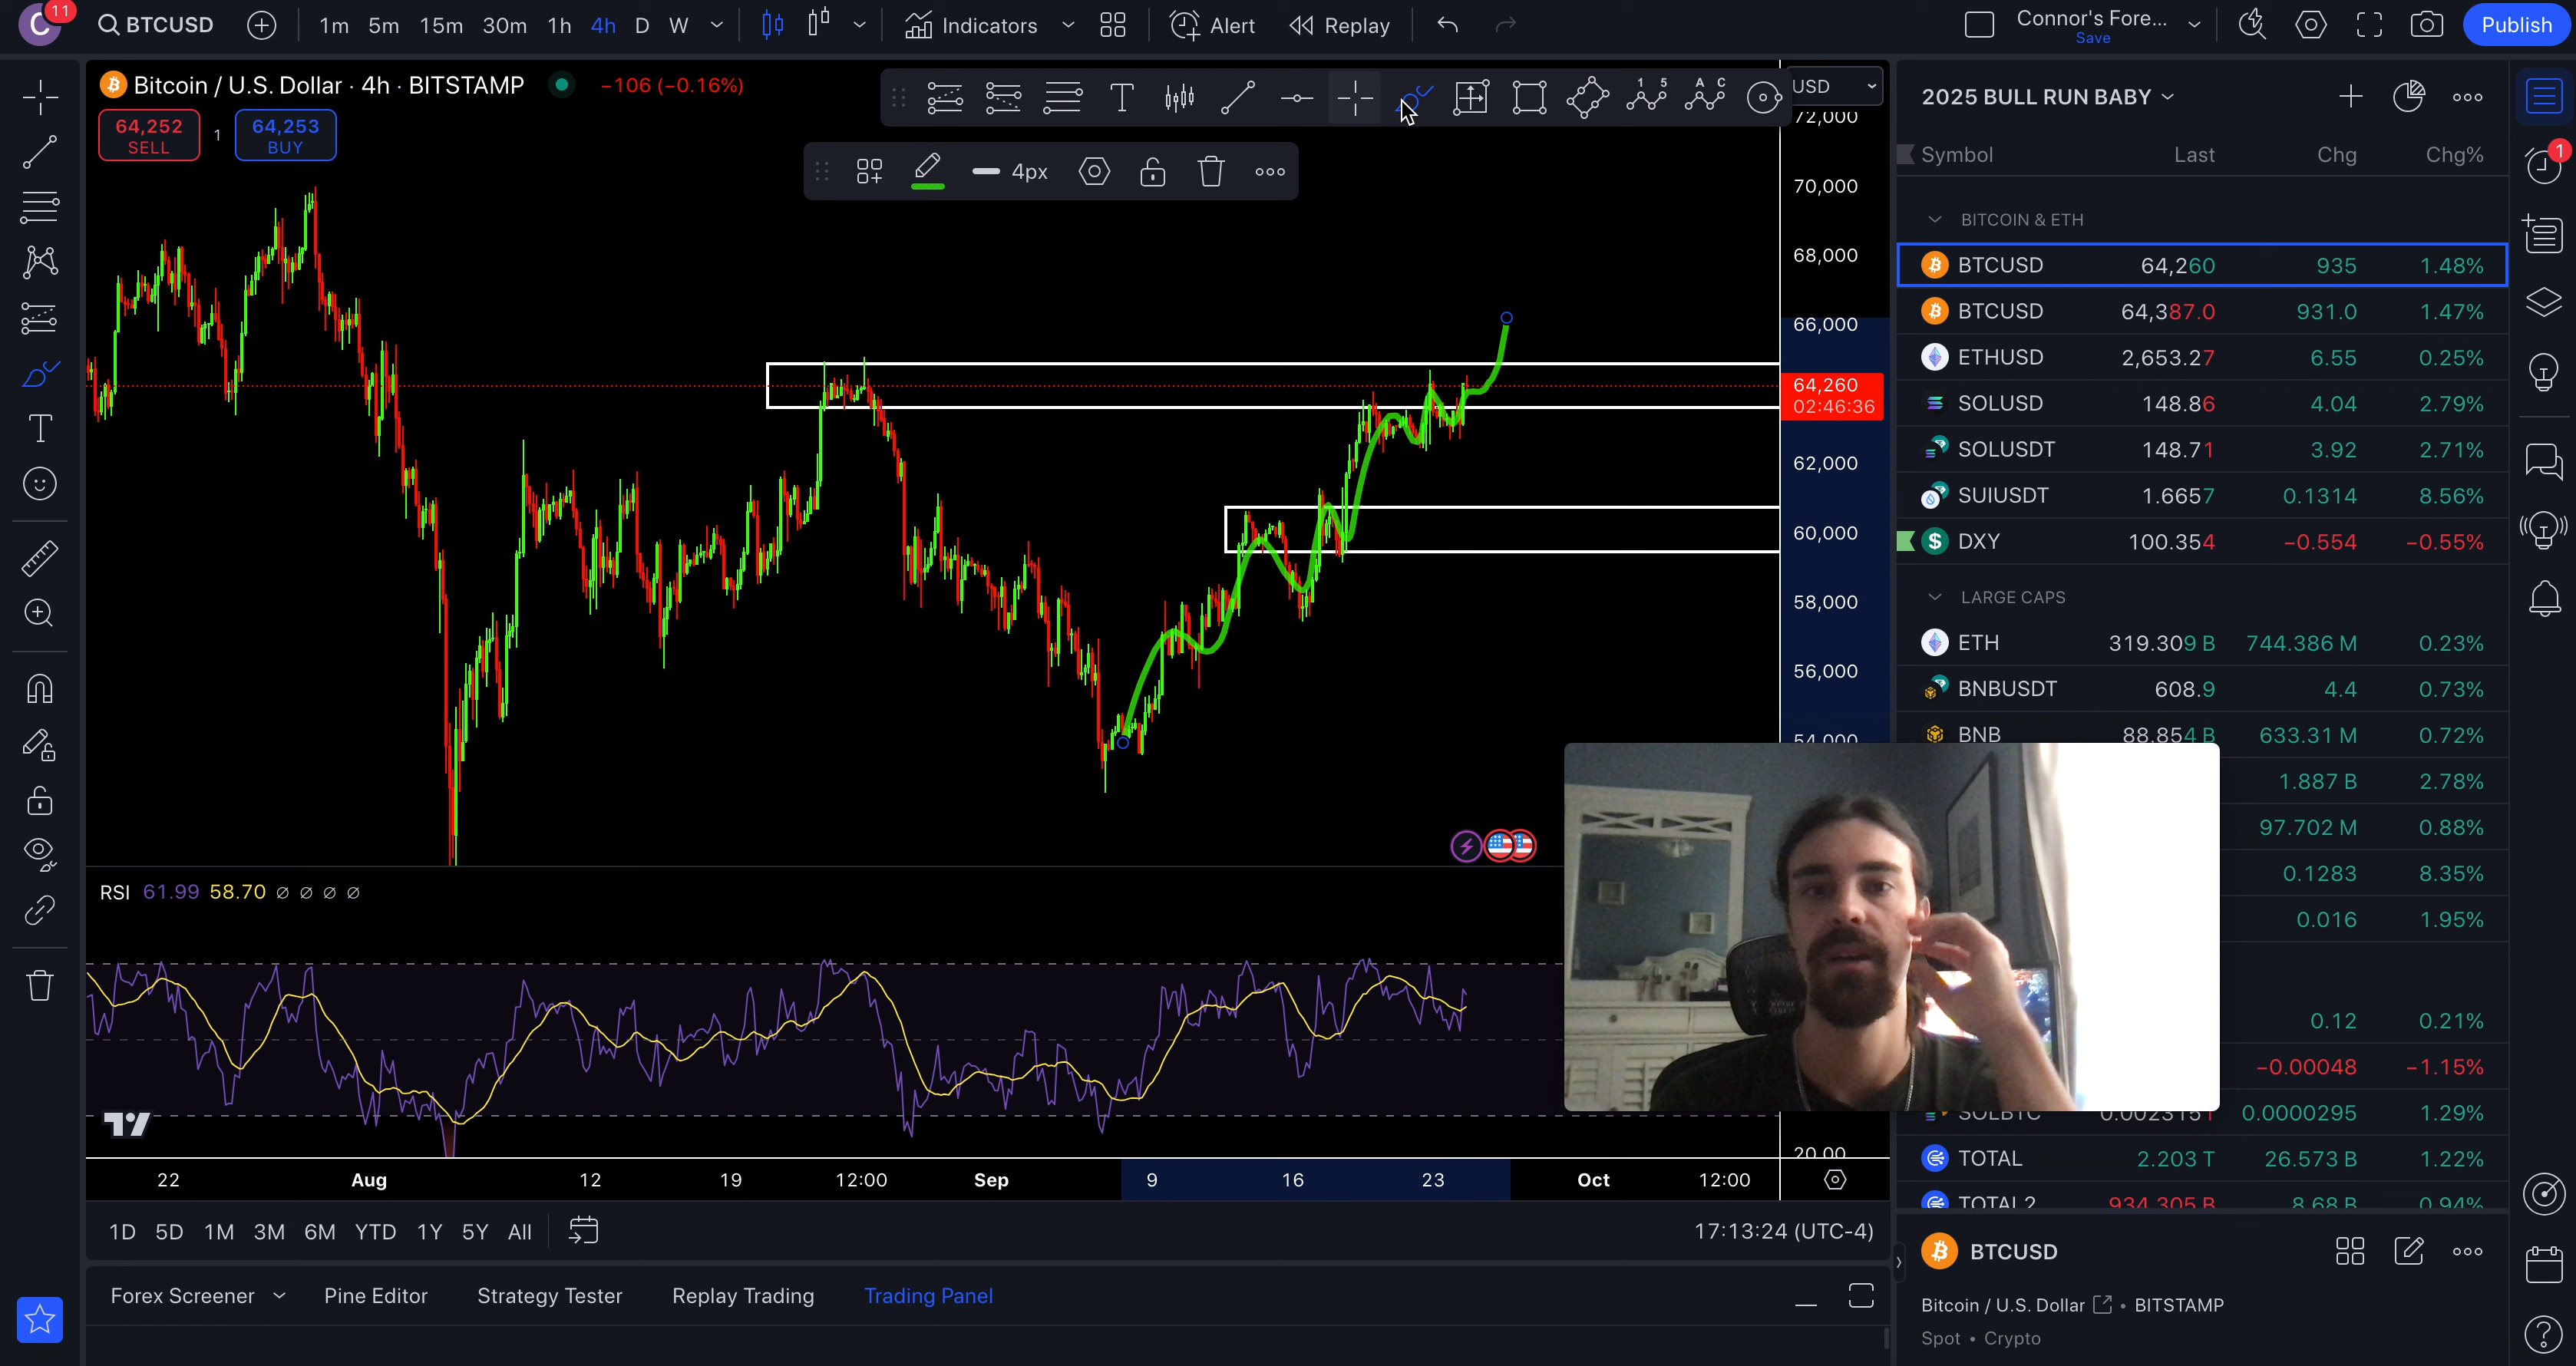 C 11 BTCUSD 1m 5m 15m 30m 1h 4h D W Indicators Alert Replay Connor's Fore... Save Publish
Bitcoin / U.S. Dollar · 4h · BITSTAMP −106 (−0.16%)
64,252 SELL 1 64,253 BUY
4px
USD
72,000
70,000
68,000
66,000
64,260
02:46:36
62,000
60,000
58,000
56,000
54,000
RSI 61.99 58.70 ∅ ∅ ∅ ∅
20.00
22 Aug 12 19 12:00 Sep 9 16 23 Oct 12:00
1D 5D 1M 3M 6M YTD 1Y 5Y All 17:13:24 (UTC-4)
Forex Screener Pine Editor Strategy Tester Replay Trading Trading Panel
2025 BULL RUN BABY
Symbol Last Chg Chg%
BITCOIN & ETH
BTCUSD 64,260 935 1.48%
BTCUSD 64,387.0 931.0 1.47%
ETHUSD 2,653.27 6.55 0.25%
SOLUSD 148.86 4.04 2.79%
SOLUSDT 148.71 3.92 2.71%
SUIUSDT 1.6657 0.1314 8.56%
DXY 100.354 −0.554 −0.55%
LARGE CAPS
ETH 319.309 B 744.386 M 0.23%
BNBUSDT 608.9 4.4 0.73%
BNB 88.854 B 633.31 M 0.72%
1.887 B 2.78%
97.702 M 0.88%
0.1283 8.35%
0.016 1.95%
0.12 0.21%
−0.00048 −1.15%
SOLBTC 0.0023151 0.0000295 1.29%
TOTAL 2.203 T 26.573 B 1.22%
TOTAL2 934.305 B 8.68 B 0.94%
BTCUSD
Bitcoin / U.S. Dollar • BITSTAMP
Spot • Crypto
1